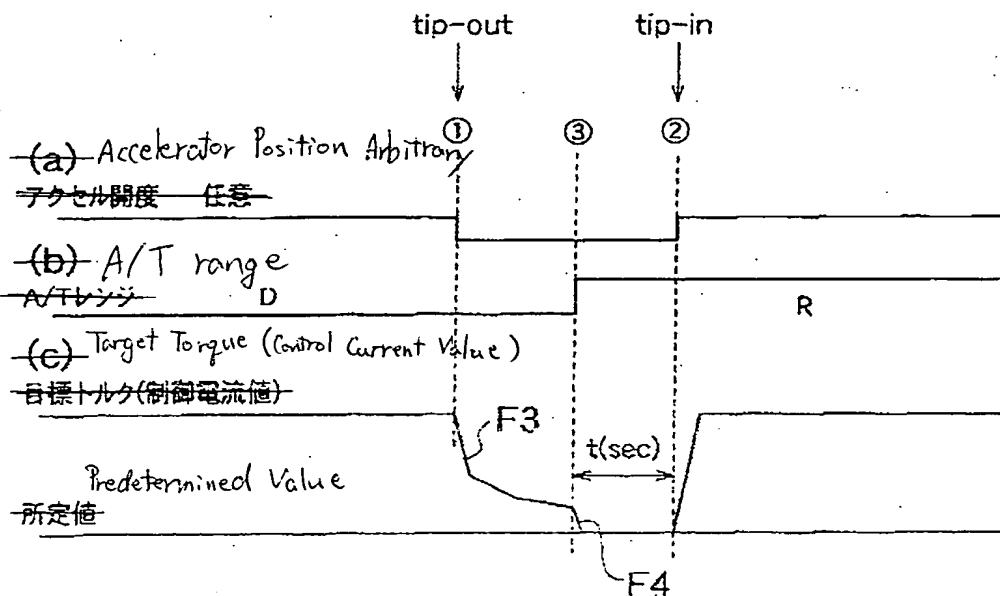 tip-out tip-in
① ③ ②
(a) Accelerator Position Arbitrary
アクセル開度 任意
(b) A/T range
A/Tレンジ D R
(c) Target Torque (Control Current Value)
目標トルク(制御電流値)
F3
t(sec)
Predetermined Value
所定値
F4